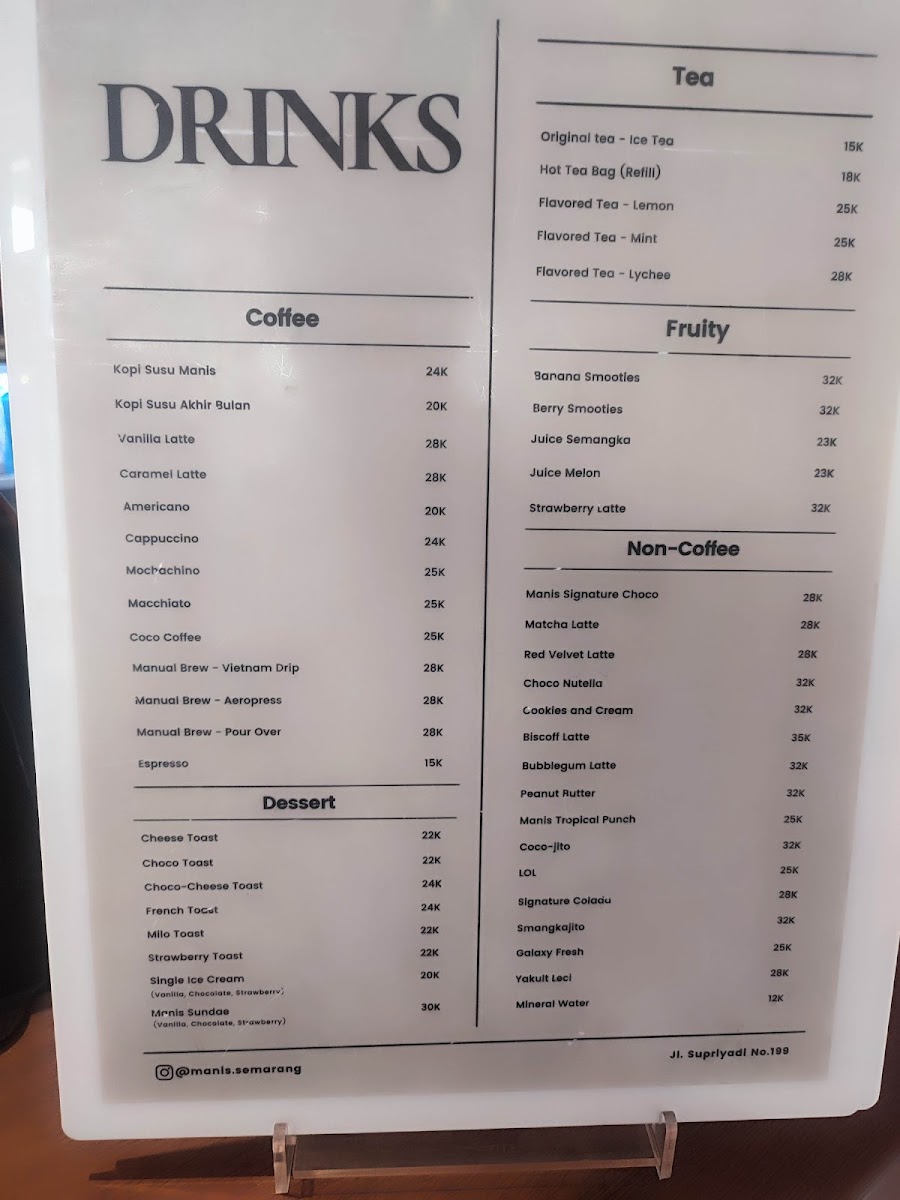 DRINKS
Coffee
Kopi Susu Manis 24K
Kopi Susu Akhir Bulan 20K
Vanilla Latte 28K
Caramel Latte 28K
Americano 20K
Cappuccino 24K
Mochachino 25K
Macchiato 25K
Coco Coffee 25K
Manual Brew - Vietnam Drip 28K
Manual Brew - Aeropress 28K
Manual Brew - Pour Over 28K
Espresso 15K
Dessert
Cheese Toast 22K
Choco Toast 22K
Choco-Cheese Toast 24K
French Toast 24K
Milo Toast 22K
Strawberry Toast 22K
Single Ice Cream 20K
(Vanilla, Chocolate, Strawberry)
Manis Sundae 30K
(Vanilla, Chocolate, Strawberry)
Tea
Original tea - Ice Tea 15K
Hot Tea Bag (Refill) 18K
Flavored Tea - Lemon 25K
Flavored Tea - Mint 25K
Flavored Tea - Lychee 28K
Fruity
Banana Smooties 32K
Berry Smooties 32K
Juice Semangka 23K
Juice Melon 23K
Strawberry Latte 32K
Non-Coffee
Manis Signature Choco 28K
Matcha Latte 28K
Red Velvet Latte 28K
Choco Nutella 32K
Cookies and Cream 32K
Biscoff Latte 35K
Bubblegum Latte 32K
Peanut Butter 32K
Manis Tropical Punch 25K
Coco-jito 32K
LOL 25K
Signature Colada 28K
Smangkajito 32K
Galaxy Fresh 25K
Yakult Leci 28K
Mineral Water 12K
@manis.semarang
Jl. Supriyadi No.199